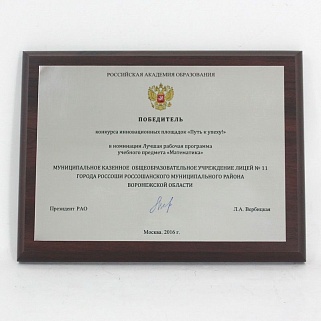 РОССИЙСКАЯ АКАДЕМИЯ ОБРАЗОВАНИЯ
ПОБЕДИТЕЛЬ
конкурса инновационных площадок «Путь к успеху!»
в номинации Лучшая рабочая программа
учебного предмета «Математика»
МУНИЦИПАЛЬНОЕ КАЗЕННОЕ ОБЩЕОБРАЗОВАТЕЛЬНОЕ УЧРЕЖДЕНИЕ ЛИЦЕЙ № 11
ГОРОДА РОССОШИ РОССОШАНСКОГО МУНИЦИПАЛЬНОГО РАЙОНА
ВОРОНЕЖСКОЙ ОБЛАСТИ
Президент РАО Л.А. Вербицкая
Москва, 2016 г.